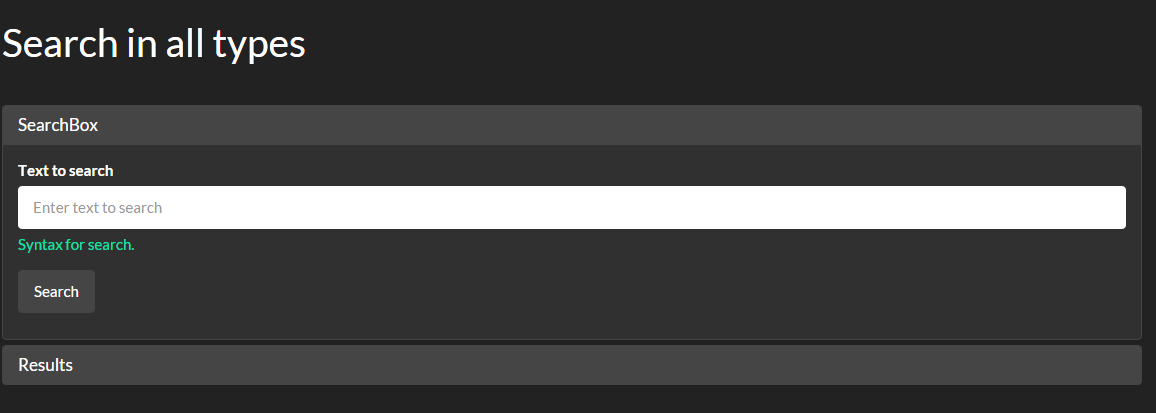 Search in all types
SearchBox
Text to search
Enter text to search
Syntax for search.
Search
Results